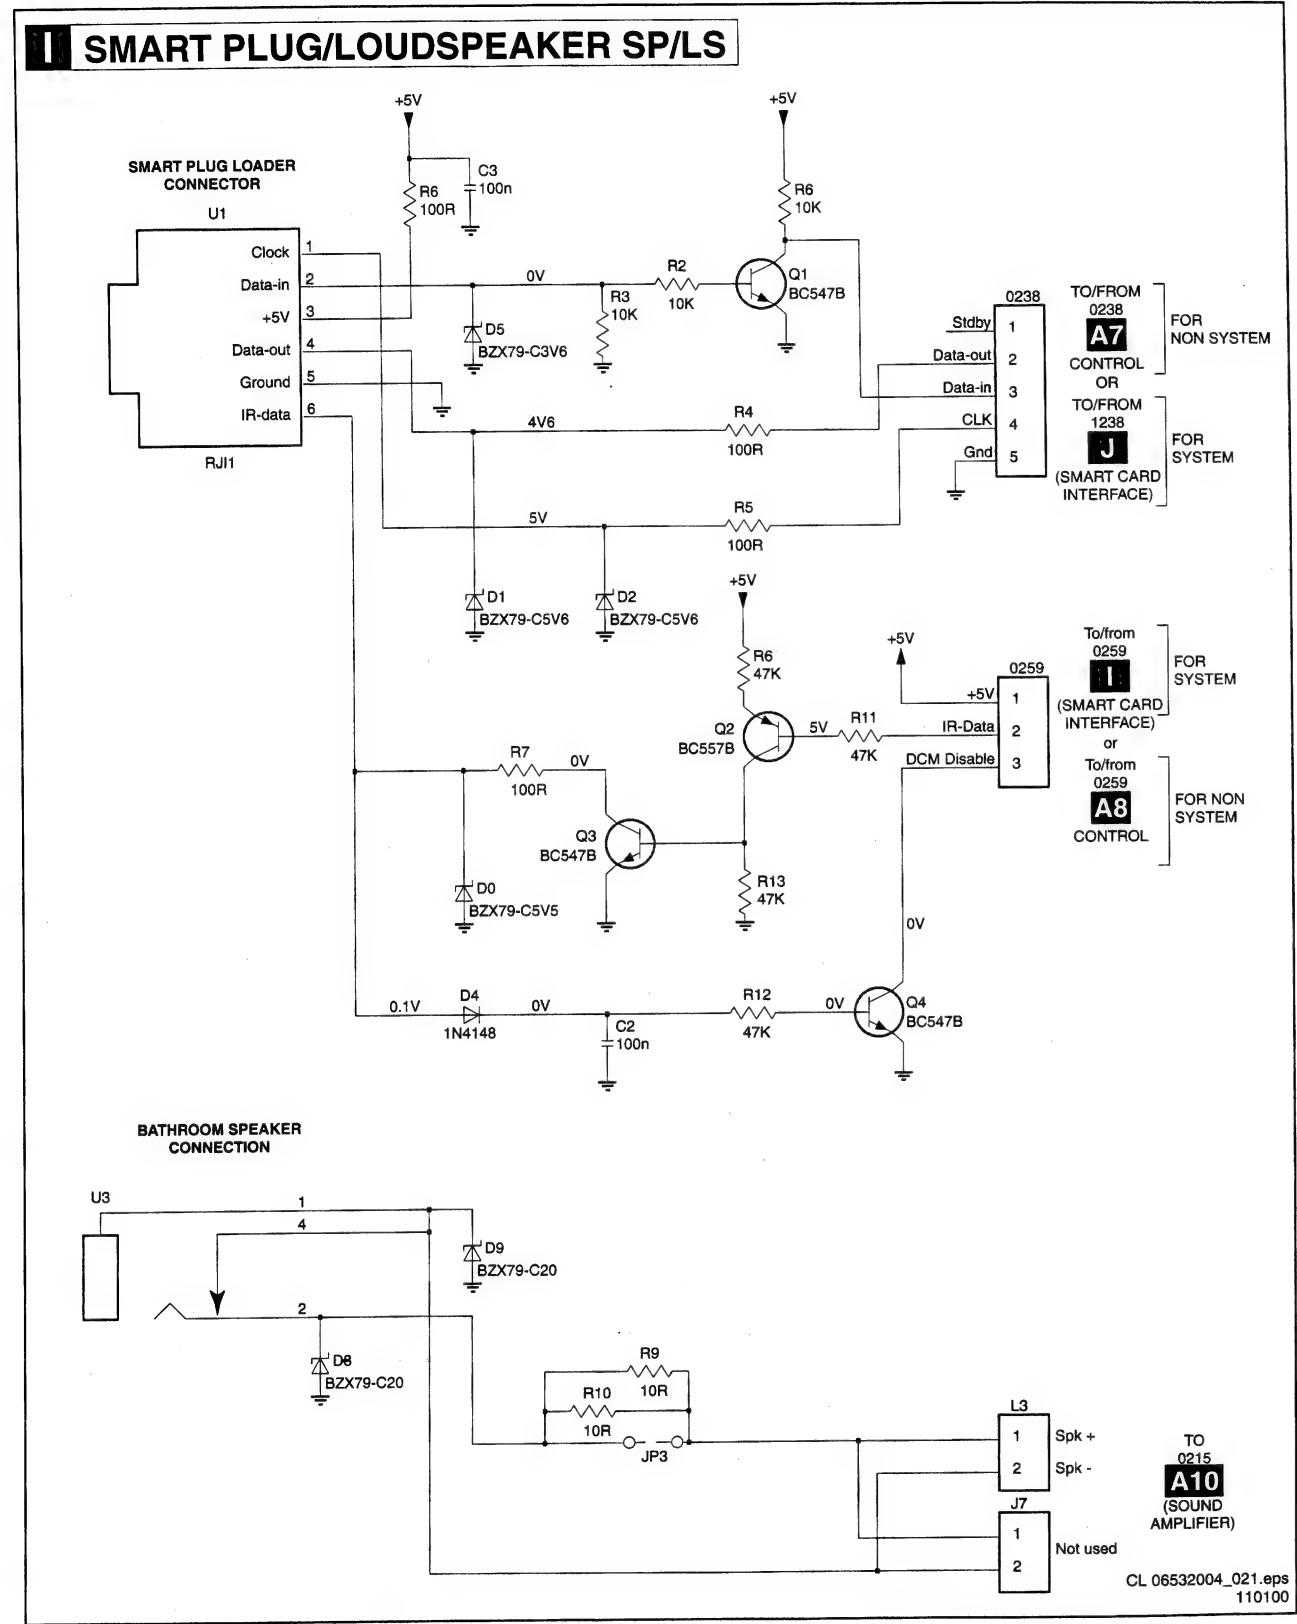 I SMART PLUG/LOUDSPEAKER SP/LS
+5V
+5V
SMART PLUG LOADER
CONNECTOR
U1
C3
100n
R6
100R
R6
10K
Clock 1
Data-in 2
+5V 3
Data-out 4
Ground 5
IR-data 6
RJI1
0V
R2
10K
R3
10K
Q1
BC547B
D5
BZX79-C3V6
0238
Stdby 1
Data-out 2
Data-in 3
CLK 4
Gnd 5
TO/FROM
0238
A7
CONTROL
OR
TO/FROM
1238
J
(SMART CARD
INTERFACE)
FOR
NON SYSTEM
FOR
SYSTEM
4V6
R4
100R
5V
R5
100R
D1
BZX79-C5V6
D2
BZX79-C5V6
+5V
R6
47K
+5V
0259
+5V 1
IR-Data 2
DCM Disable 3
To/from
0259
I
(SMART CARD
INTERFACE)
or
To/from
0259
A8
CONTROL
FOR
SYSTEM
FOR NON
SYSTEM
Q2
BC557B
5V
R11
47K
R7
100R
0V
Q3
BC547B
D0
BZX79-C5V5
R13
47K
0V
0.1V
D4
1N4148
0V
C2
100n
R12
47K
0V
Q4
BC547B
BATHROOM SPEAKER
CONNECTION
U3
1
4
2
D9
BZX79-C20
D8
BZX79-C20
R9
10R
R10
10R
JP3
L3
1 Spk +
2 Spk -
J7
1
2
Not used
TO
0215
A10
(SOUND
AMPLIFIER)
CL 06532004_021.eps
110100